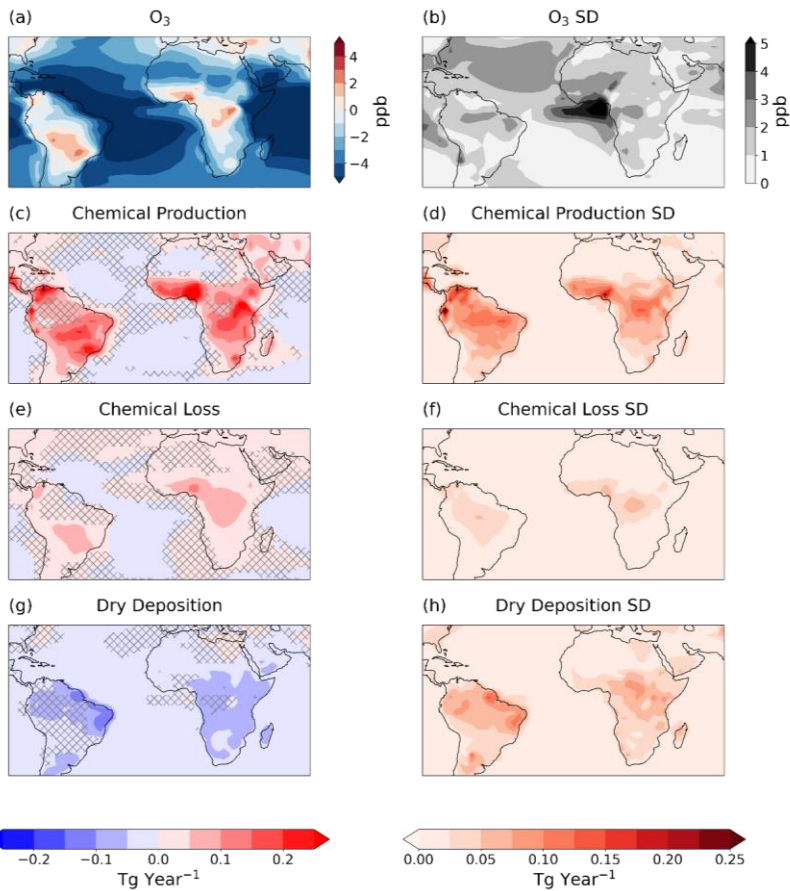 (a) O₃
4
2
0
−2
−4
ppb
(b) O₃ SD
5
4
3
2
1
0
ppb
(c) Chemical Production
(d) Chemical Production SD
(e) Chemical Loss
(f) Chemical Loss SD
(g) Dry Deposition
(h) Dry Deposition SD
−0.2 −0.1 0.0 0.1 0.2
Tg Year⁻¹
0.00 0.05 0.10 0.15 0.20 0.25
Tg Year⁻¹